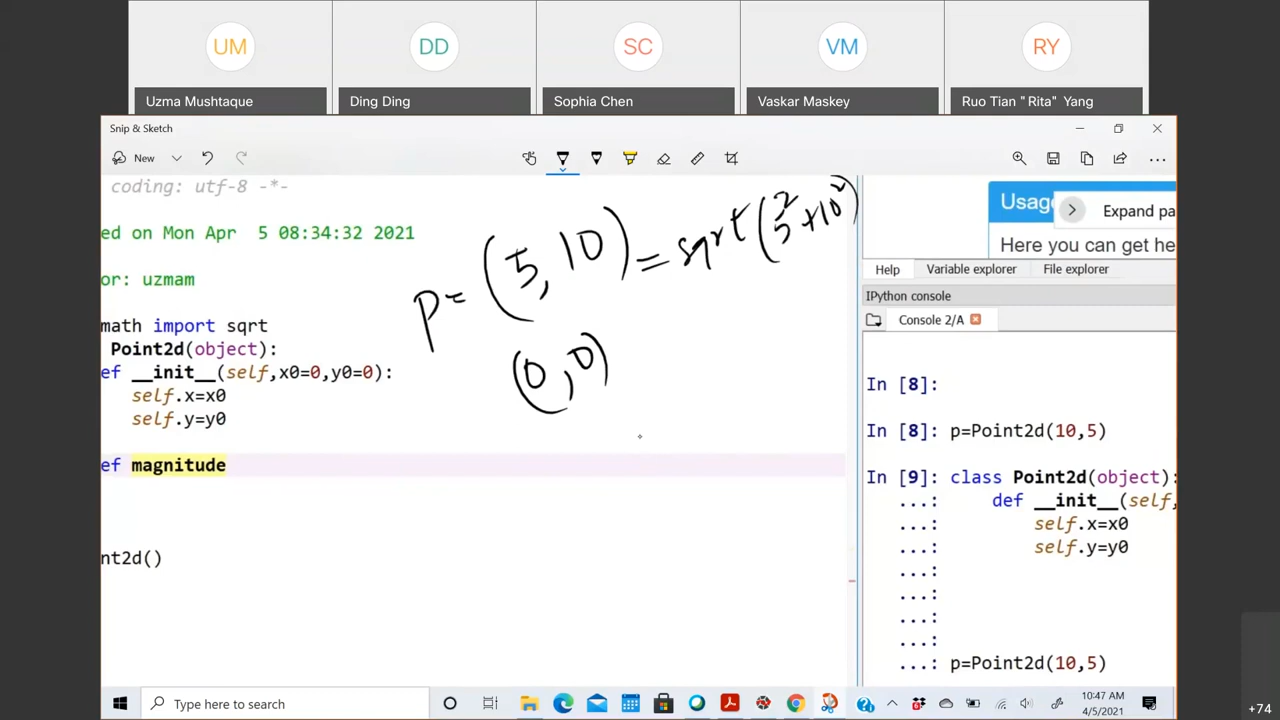 UM
DD
SC
VM
RY
Uzma Mushtaque
Ding Ding
Sophia Chen
Vaskar Maskey
Ruo Tian "Rita" Yang
Snip & Sketch
New
coding: utf-8 -*-
ed on Mon Apr 5 08:34:32 2021
or: uzmam
math import sqrt
Point2d(object):
ef __init__(self,x0=0,y0=0):
self.x=x0
self.y=y0
ef magnitude
nt2d()
p= (5,10) = sqrt(5²+10²)
(0,0)
Usage
Expand pa
Here you can get he
Help Variable explorer File explorer
IPython console
Console 2/A
In [8]:
In [8]: p=Point2d(10,5)
In [9]: class Point2d(object):
...: def __init__(self,
...: self.x=x0
...: self.y=y0
...:
...:
...:
...:
...: p=Point2d(10,5)
Type here to search
10:47 AM
4/5/2021
+74